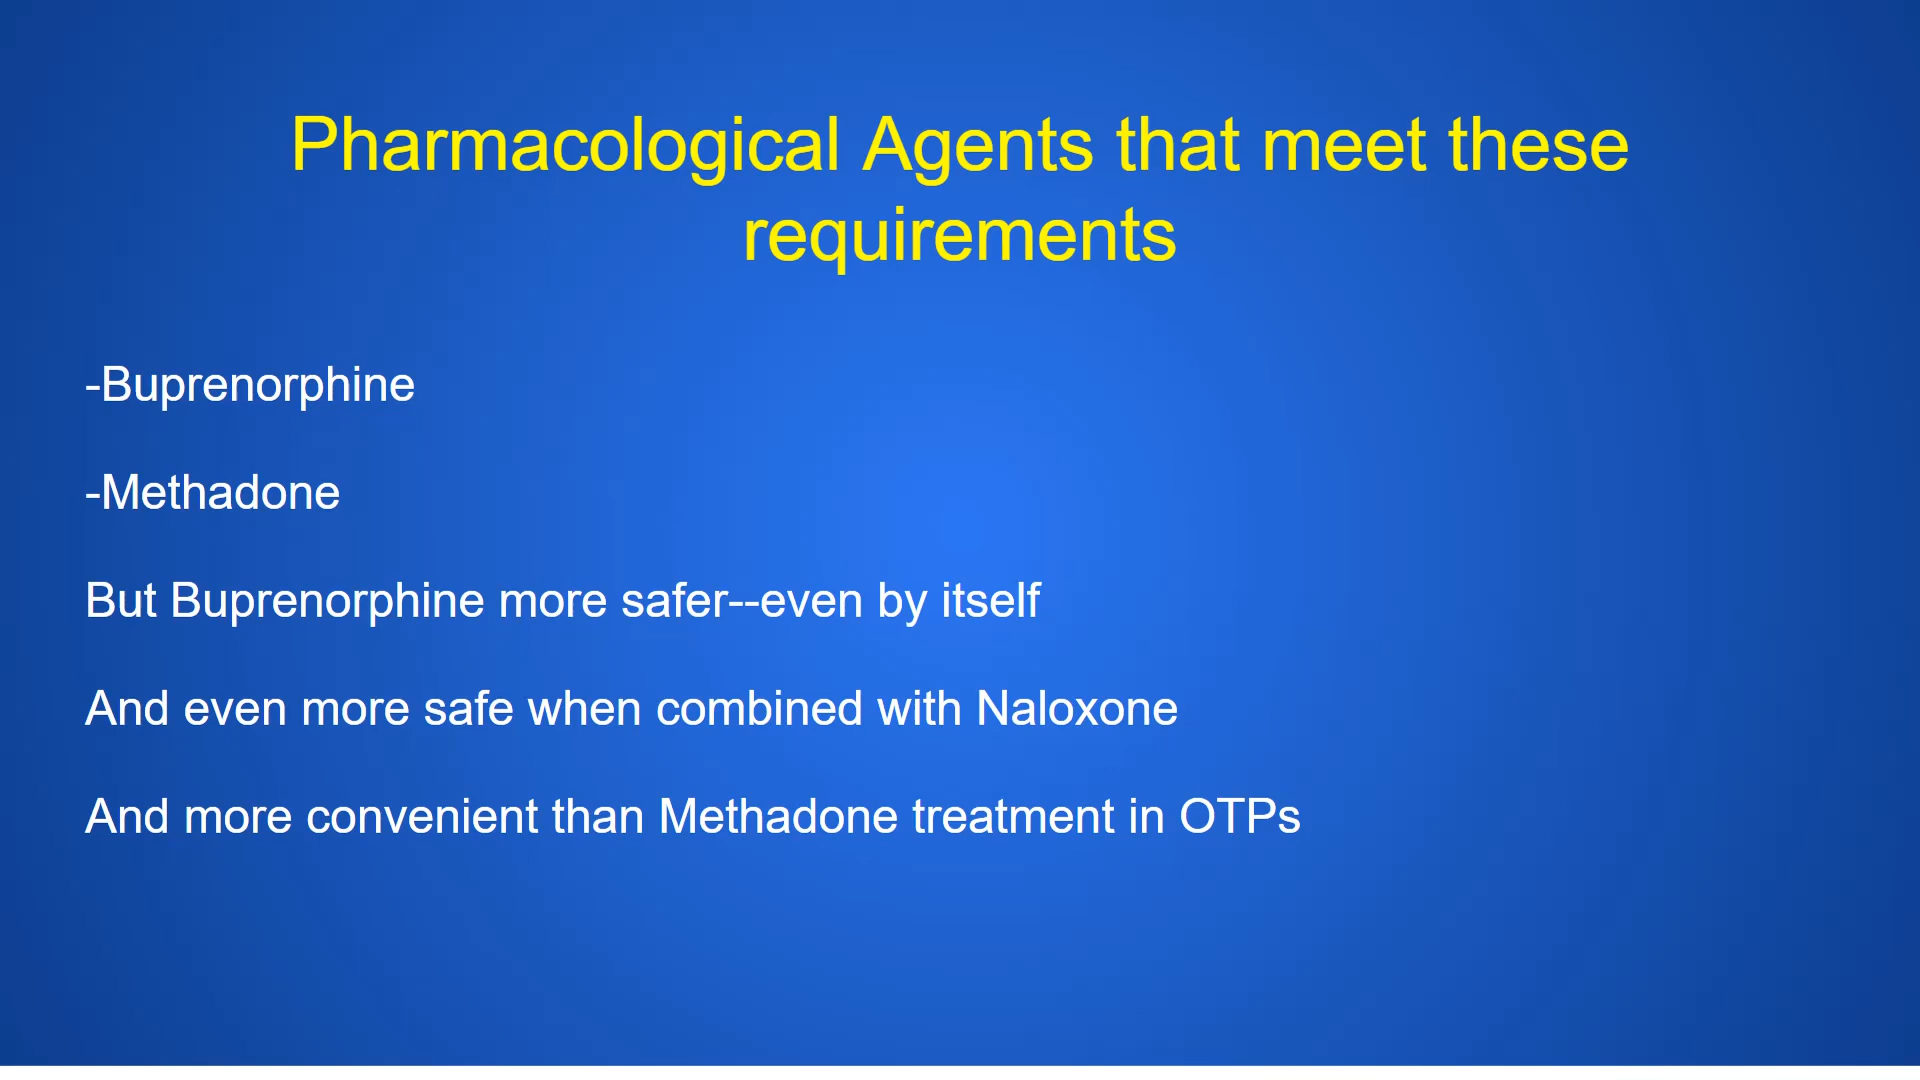 Pharmacological Agents that meet these
requirements
-Buprenorphine
-Methadone
But Buprenorphine more safer--even by itself
And even more safe when combined with Naloxone
And more convenient than Methadone treatment in OTPs